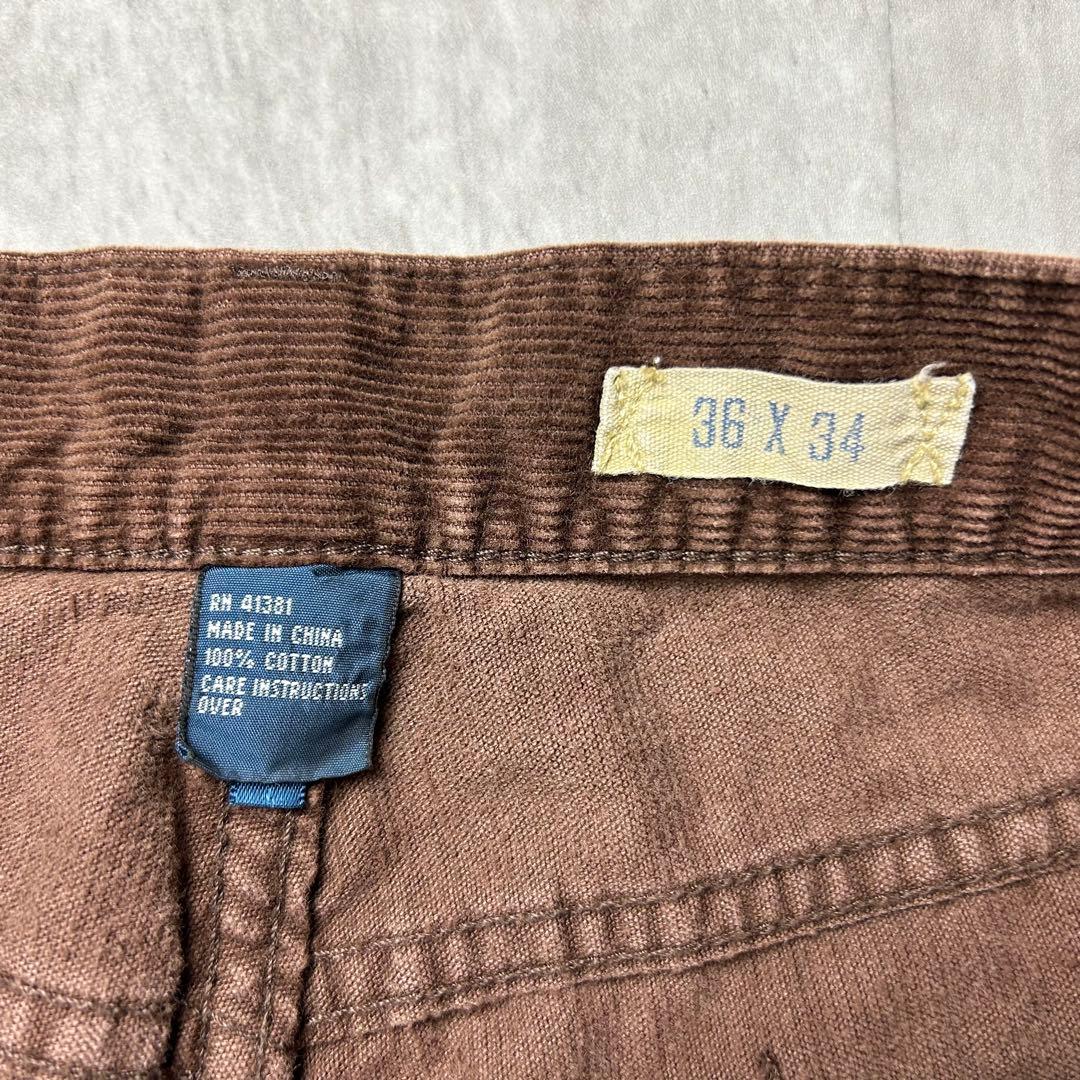 36 X 34
RN 41381
MADE IN CHINA
100% COTTON
CARE INSTRUCTIONS
OVER